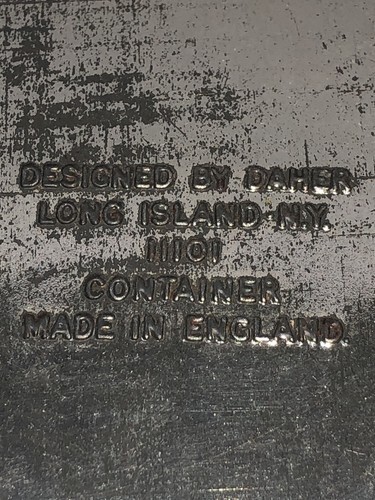 DESIGNED BY DAHER
LONG ISLAND N.Y.
11101
CONTAINER
MADE IN ENGLAND.